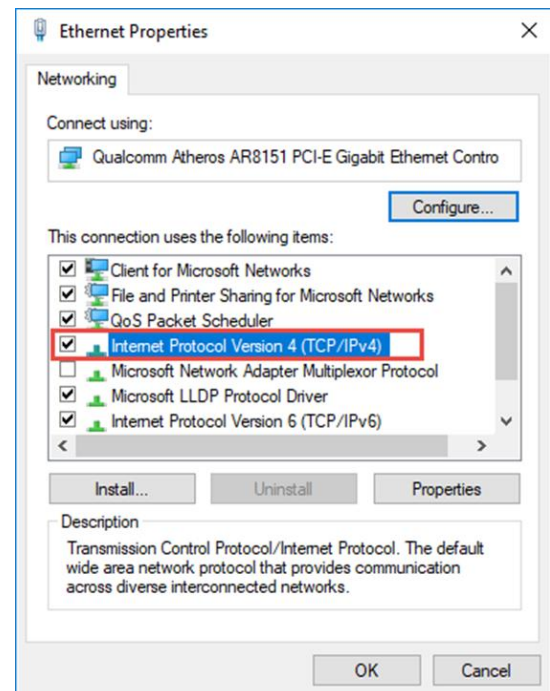 Ethernet Properties
Networking
Connect using:
Qualcomm Atheros AR8151 PCI-E Gigabit Ethernet Contro
Configure...
This connection uses the following items:
Client for Microsoft Networks
File and Printer Sharing for Microsoft Networks
QoS Packet Scheduler
Internet Protocol Version 4 (TCP/IPv4)
Microsoft Network Adapter Multiplexor Protocol
Microsoft LLDP Protocol Driver
Internet Protocol Version 6 (TCP/IPv6)
Install... Uninstall Properties
Description
Transmission Control Protocol/Internet Protocol. The default
wide area network protocol that provides communication
across diverse interconnected networks.
OK Cancel